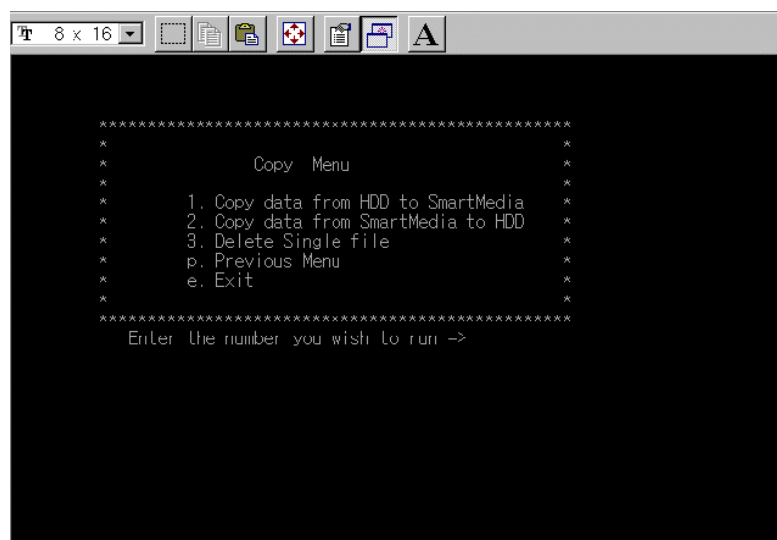 8 x 16
A
**************************************************
* *
* Copy Menu *
* *
* 1. Copy data from HDD to SmartMedia *
* 2. Copy data from SmartMedia to HDD *
* 3. Delete Single file *
* p. Previous Menu *
* e. Exit *
* *
**************************************************
Enter the number you wish to run ->